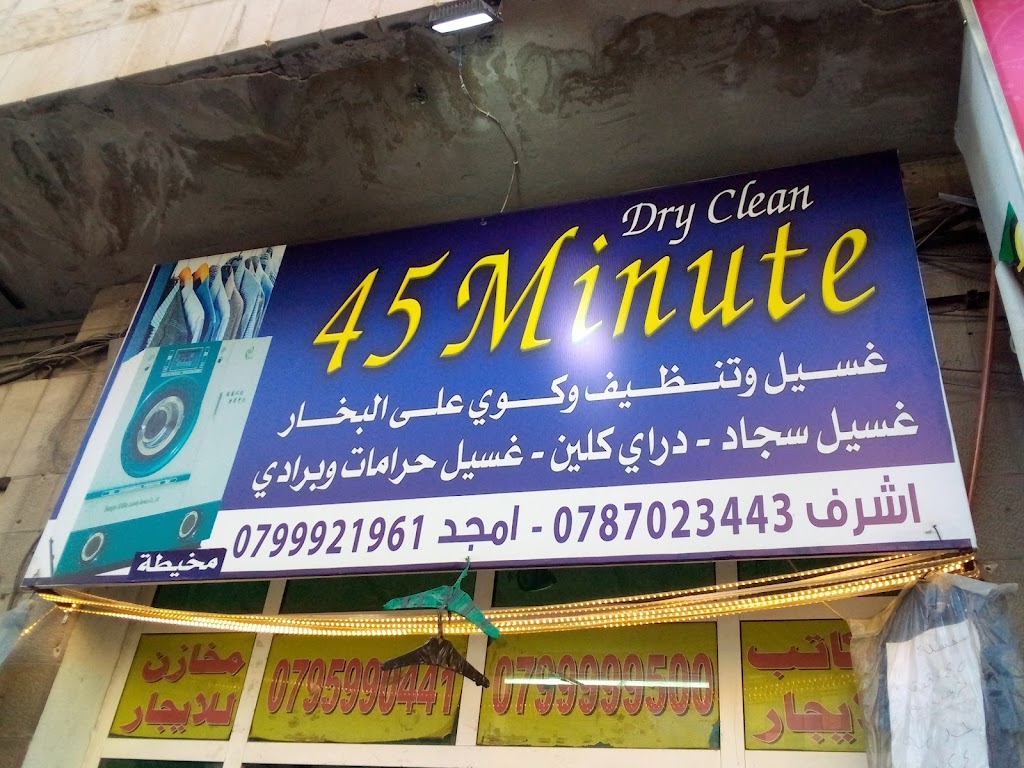 Dry Clean
45 Minute
غسيل وتنظيف وكوي على البخار
غسيل سجاد - دراي كلين - غسيل حرامات وبرادي
اشرف 0787023443 - امجد 0799921961
مخيطة
مخازن
للايجار
0795990441
0799999500